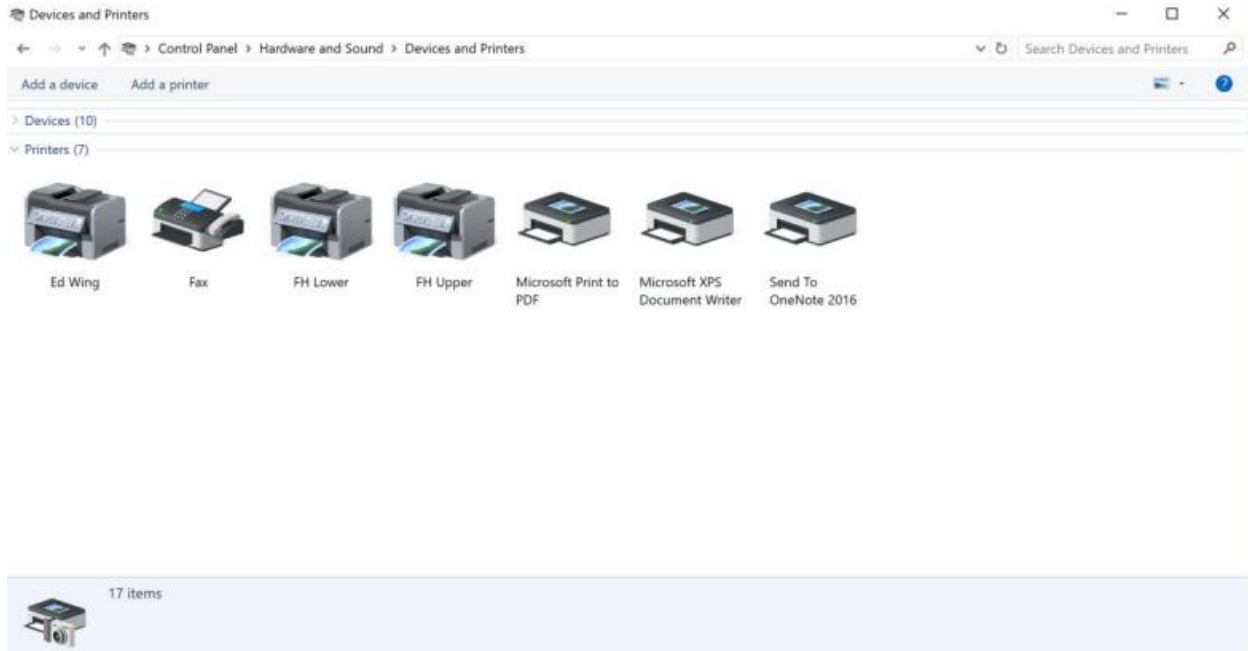 Devices and Printers
Control Panel > Hardware and Sound > Devices and Printers
Search Devices and Printers
Add a device Add a printer
Devices (10)
Printers (7)
Ed Wing
Fax
FH Lower
FH Upper
Microsoft Print to
PDF
Microsoft XPS
Document Writer
Send To
OneNote 2016
17 items